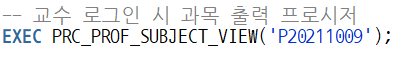 -- 교수 로그인 시 과목 출력 프로시저
EXEC PRC_PROF_SUBJECT_VIEW('P20211009');